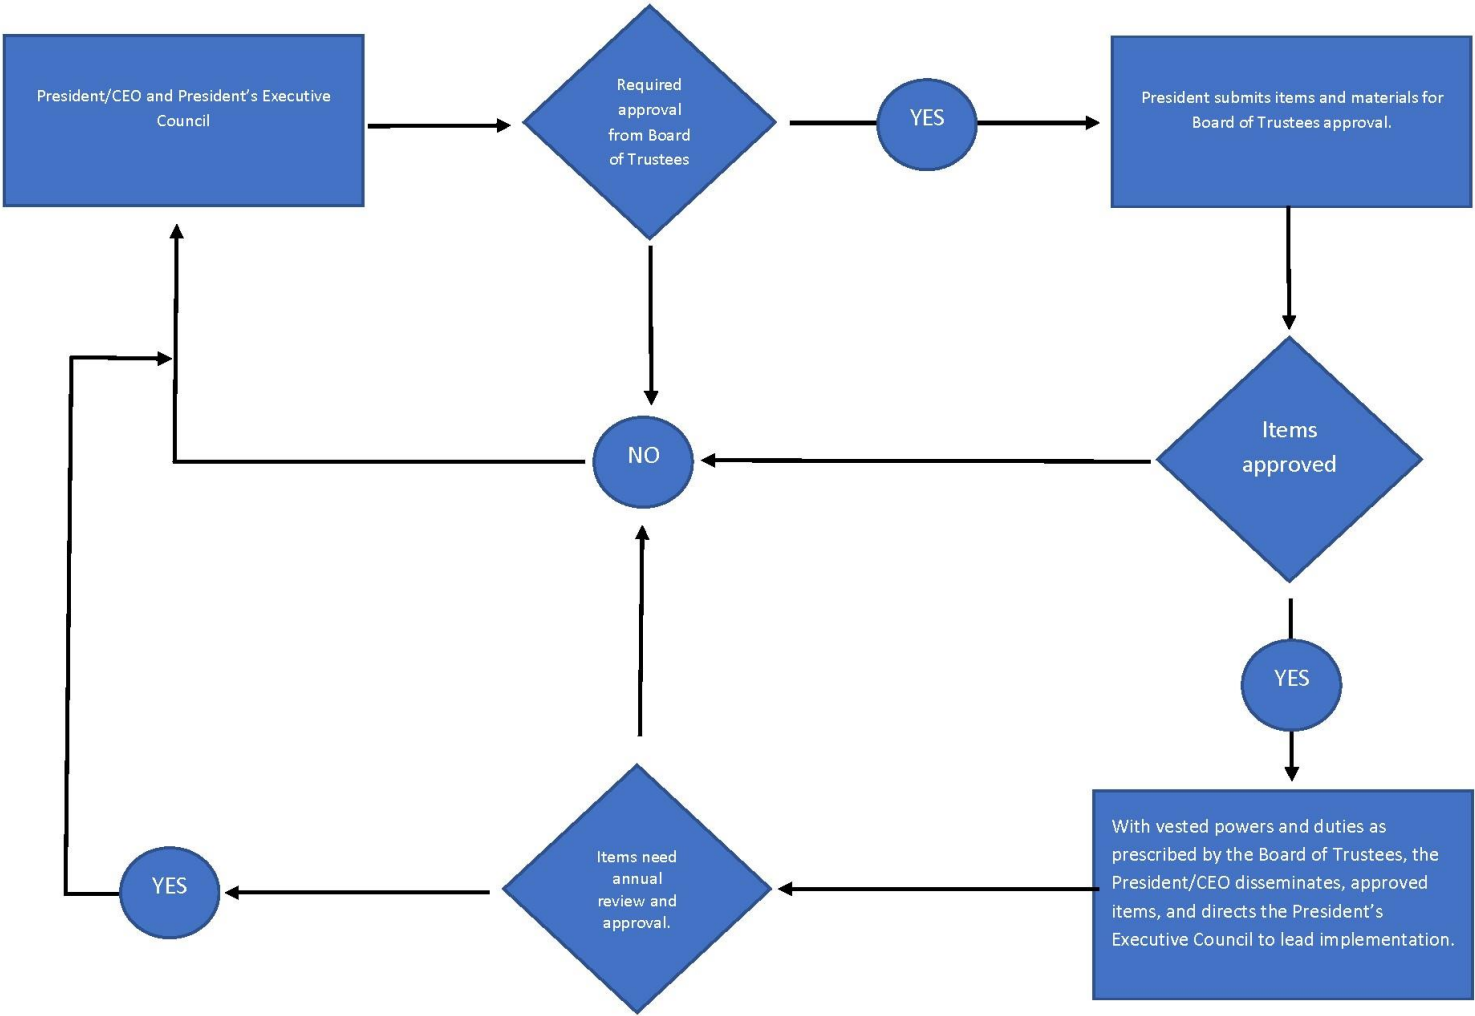 President/CEO and President’s Executive
Council
Required
approval
from Board
of Trustees
YES
President submits items and materials for
Board of Trustees approval.
NO
Items
approved
YES
With vested powers and duties as
prescribed by the Board of Trustees, the
President/CEO disseminates, approved
items, and directs the President’s
Executive Council to lead implementation.
Items need
annual
review and
approval.
YES